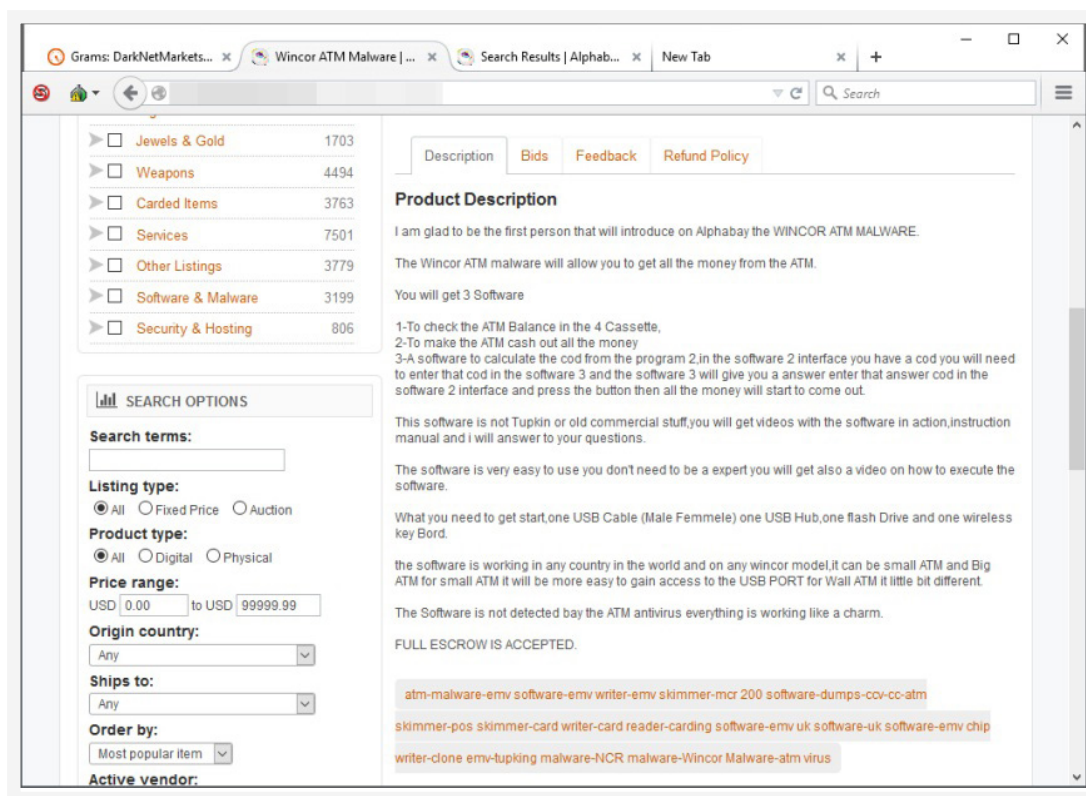 Grams: DarkNetMarkets... x
Wincor ATM Malware | ... x
Search Results | Alphab... x
New Tab x +
Search
Jewels & Gold 1703
Weapons 4494
Carded Items 3763
Services 7501
Other Listings 3779
Software & Malware 3199
Security & Hosting 806
SEARCH OPTIONS
Search terms:
Listing type:
All Fixed Price Auction
Product type:
All Digital Physical
Price range:
USD 0.00 to USD 99999.99
Origin country:
Any
Ships to:
Any
Order by:
Most popular item
Active vendor:
Description Bids Feedback Refund Policy
Product Description
I am glad to be the first person that will introduce on Alphabay the WINCOR ATM MALWARE.
The Wincor ATM malware will allow you to get all the money from the ATM.
You will get 3 Software
1-To check the ATM Balance in the 4 Cassette,
2-To make the ATM cash out all the money
3-A software to calculate the cod from the program 2,in the software 2 interface you have a cod you will need
to enter that cod in the software 3 and the software 3 will give you a answer enter that answer cod in the
software 2 interface and press the button then all the money will start to come out.
This software is not Tupkin or old commercial stuff,you will get videos with the software in action,instruction
manual and i will answer to your questions.
The software is very easy to use you don't need to be a expert you will get also a video on how to execute the
software.
What you need to get start,one USB Cable (Male Femmele) one USB Hub,one flash Drive and one wireless
key Bord.
the software is working in any country in the world and on any wincor model,it can be small ATM and Big
ATM for small ATM it will be more easy to gain access to the USB PORT for Wall ATM it little bit different.
The Software is not detected bay the ATM antivirus everything is working like a charm.
FULL ESCROW IS ACCEPTED.
atm-malware-emv software-emv writer-emv skimmer-mcr 200 software-dumps-ccv-cc-atm
skimmer-pos skimmer-card writer-card reader-carding software-emv uk software-uk software-emv chip
writer-clone emv-tupking malware-NCR malware-Wincor Malware-atm virus